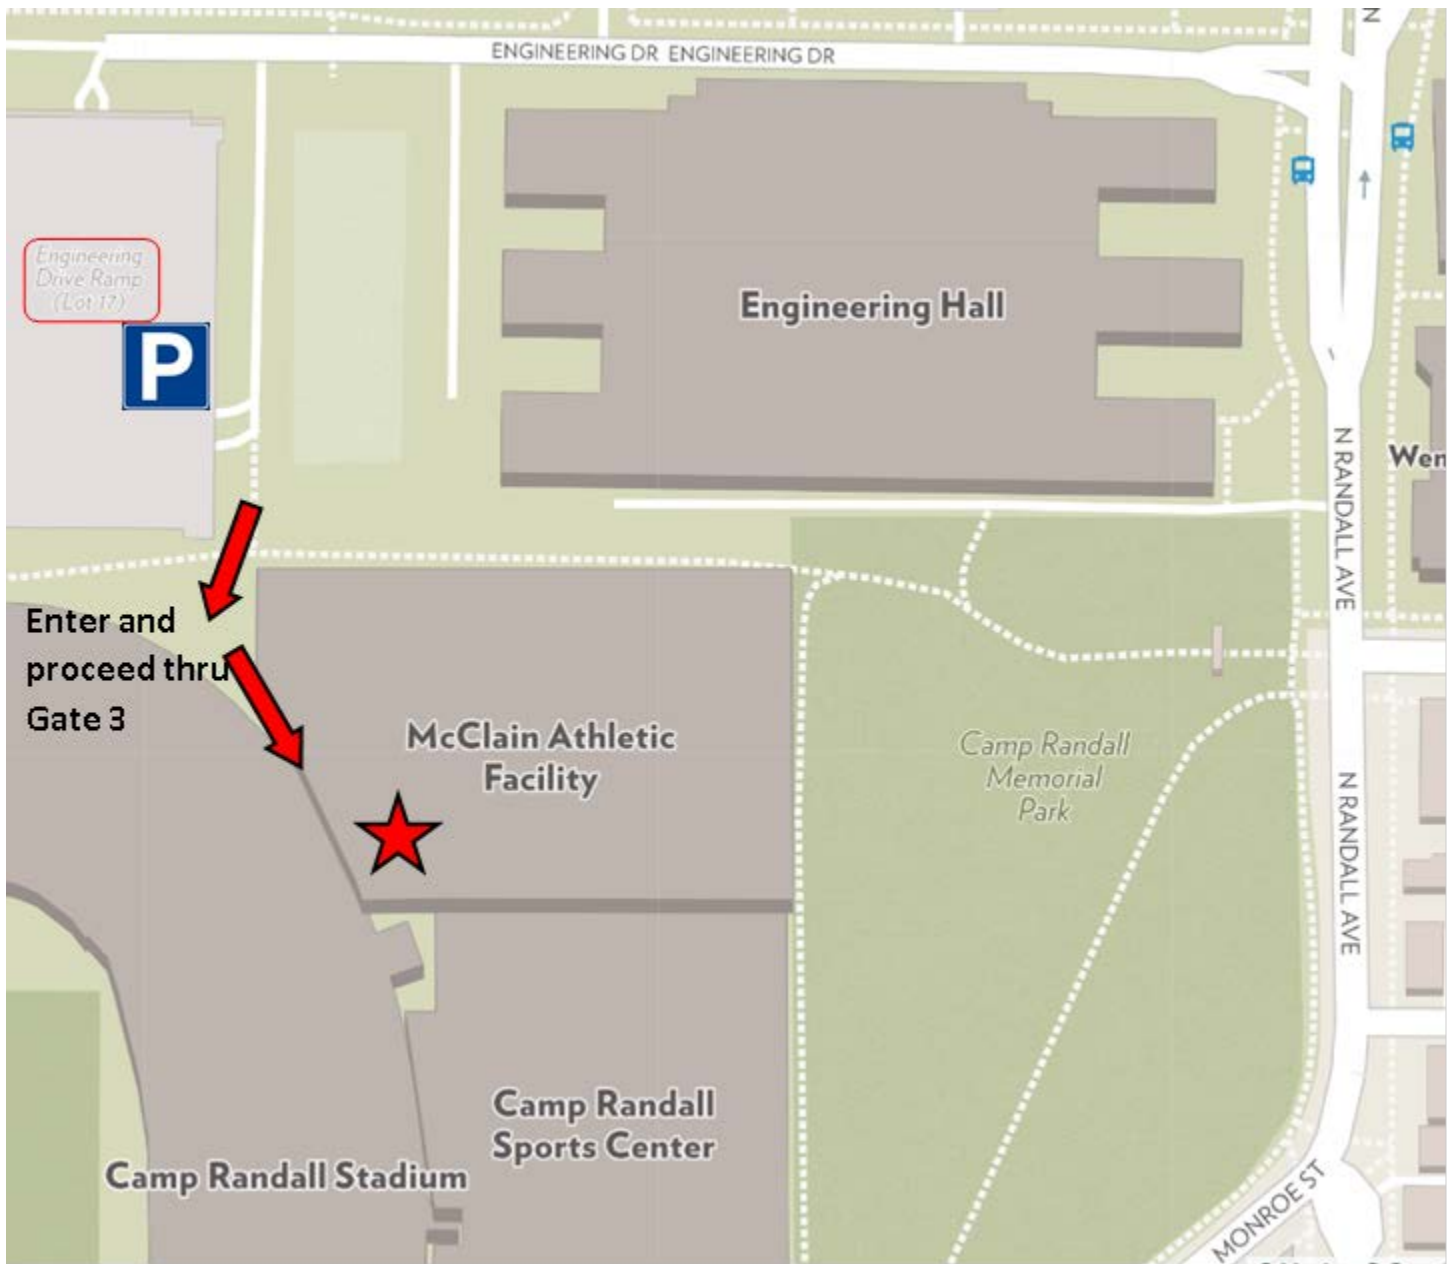 N
ENGINEERING DR ENGINEERING DR
Engineering
Drive Ramp
(Lot 17)
P
Engineering Hall
N RANDALL AVE
Wen
Enter and
proceed thru
Gate 3
McClain Athletic
Facility
Camp Randall
Memorial
Park
N RANDALL AVE
Camp Randall
Sports Center
Camp Randall Stadium
MONROE ST